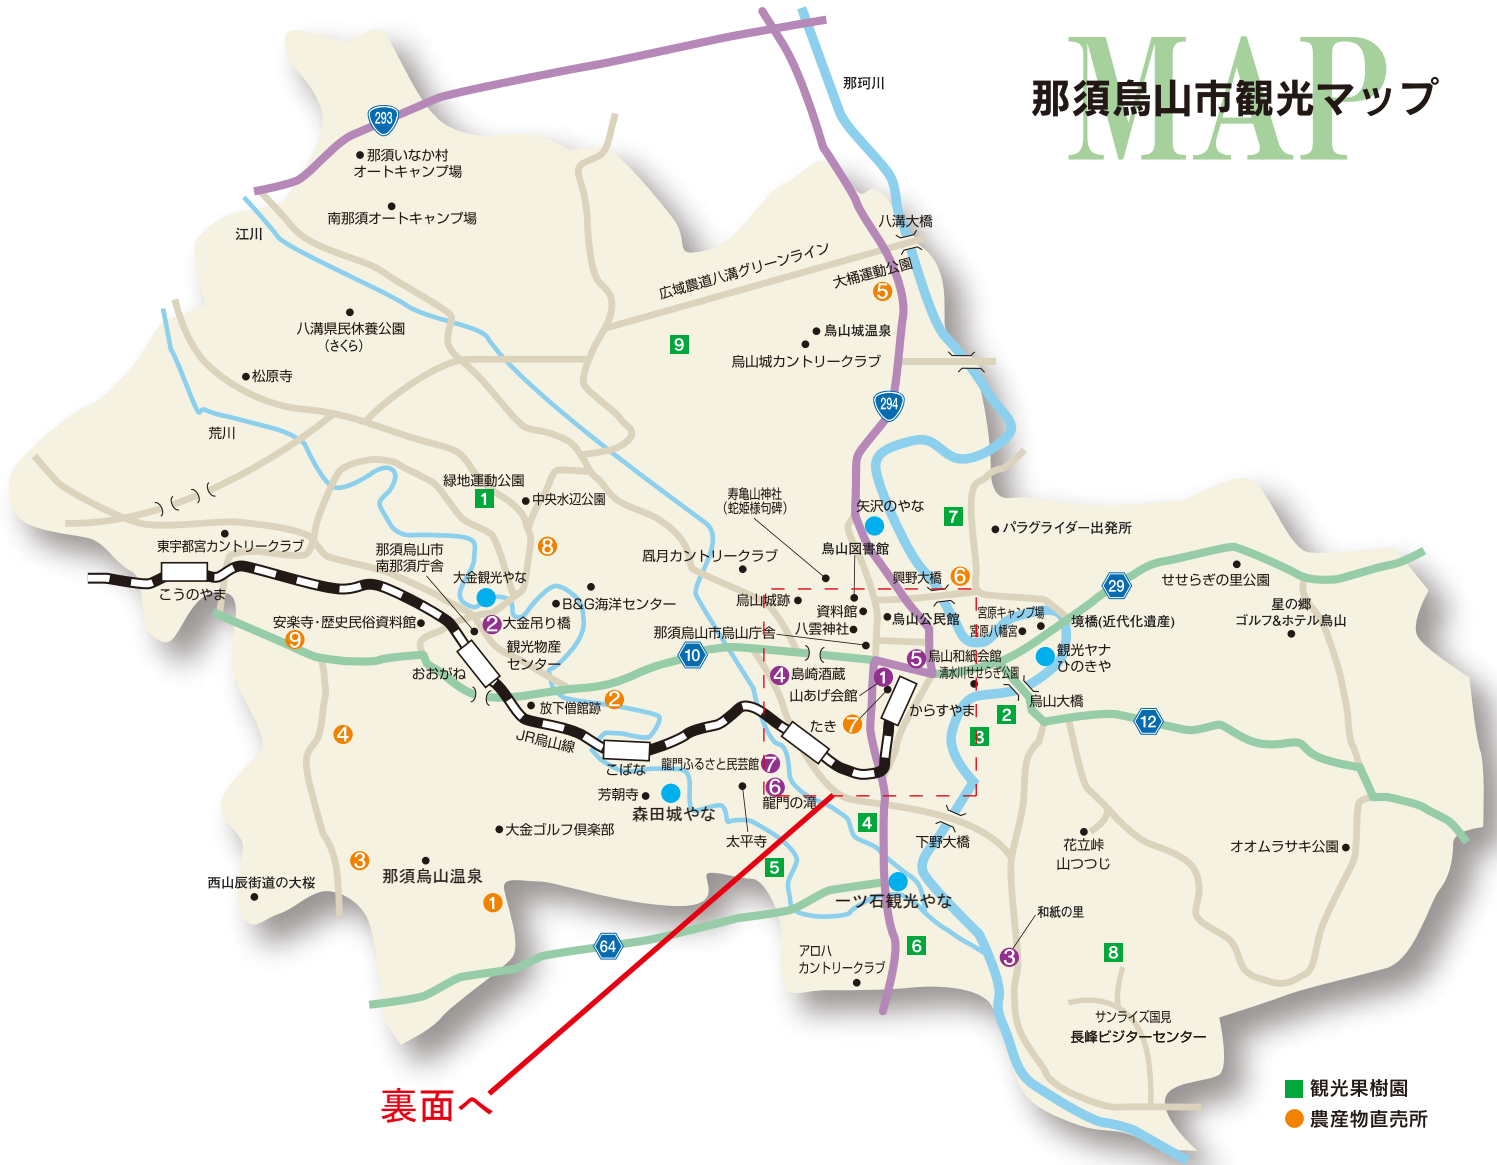 MAP
那須烏山市観光マップ
那珂川
293
那須いなか村
オートキャンプ場
南那須オートキャンプ場
江川
八溝大橋
広域農道八溝グリーンライン
大桶運動公園
5
八溝県民休養公園
(さくら)
烏山城温泉
烏山城カントリークラブ
9
松原寺
294
荒川
緑地運動公園
1
中央水辺公園
寿亀山神社
(蛇姫様句碑)
矢沢のやな
7
パラグライダー出発所
東宇都宮カントリークラブ
那須烏山市
南那須庁舎
8
烏山図書館
凬月カントリークラブ
大金観光やな
興野大橋
6
29
せせらぎの里公園
こうのやま
B&G海洋センター
烏山城跡
資料館
宮原キャンプ場
星の郷
ゴルフ&ホテル烏山
安楽寺・歴史民俗資料館
2
大金吊り橋
八雲神社
烏山公民館
宮原八幡宮
境橋(近代化遺産)
9
那須烏山市烏山庁舎
観光物産
センター
10
5
烏山和紙会館
観光ヤナ
ひのきや
おおがね
4
島崎酒蔵
1
清水川せせらぎ公園
山あげ会館
烏山大橋
放下僧館跡
2
からすやま
2
12
4
たき
7
3
JR烏山線
こばな
龍門ふるさと民芸館
7
芳朝寺
森田城やな
6
龍門の滝
大金ゴルフ倶楽部
太平寺
4
下野大橋
花立峠
山つつじ
オオムラサキ公園
3
那須烏山温泉
5
西山辰街道の大桜
1
一ツ石観光やな
和紙の里
64
アロハ
カントリークラブ
6
3
8
サンライズ国見
長峰ビジターセンター
裏面へ
観光果樹園
農産物直売所